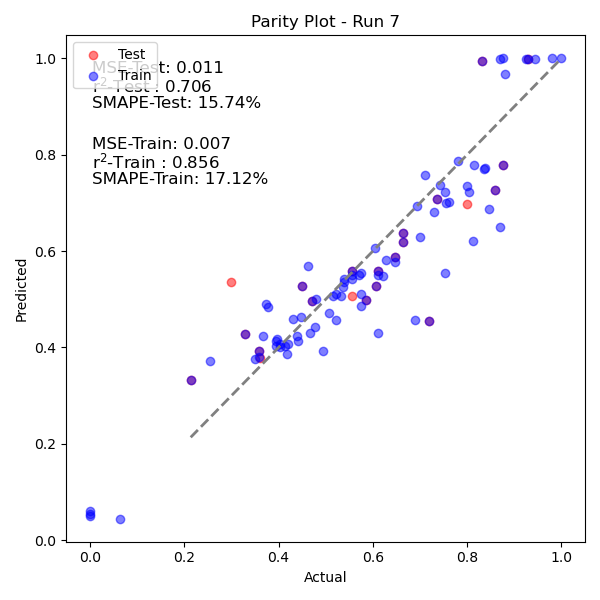 Parity Plot - Run 7
Test
Train
MSE-Test: 0.011
r²-Test : 0.706
SMAPE-Test: 15.74%
MSE-Train: 0.007
r²-Train : 0.856
SMAPE-Train: 17.12%
1.0
0.8
0.6
0.4
0.2
0.0
Predicted
0.0 0.2 0.4 0.6 0.8 1.0
Actual